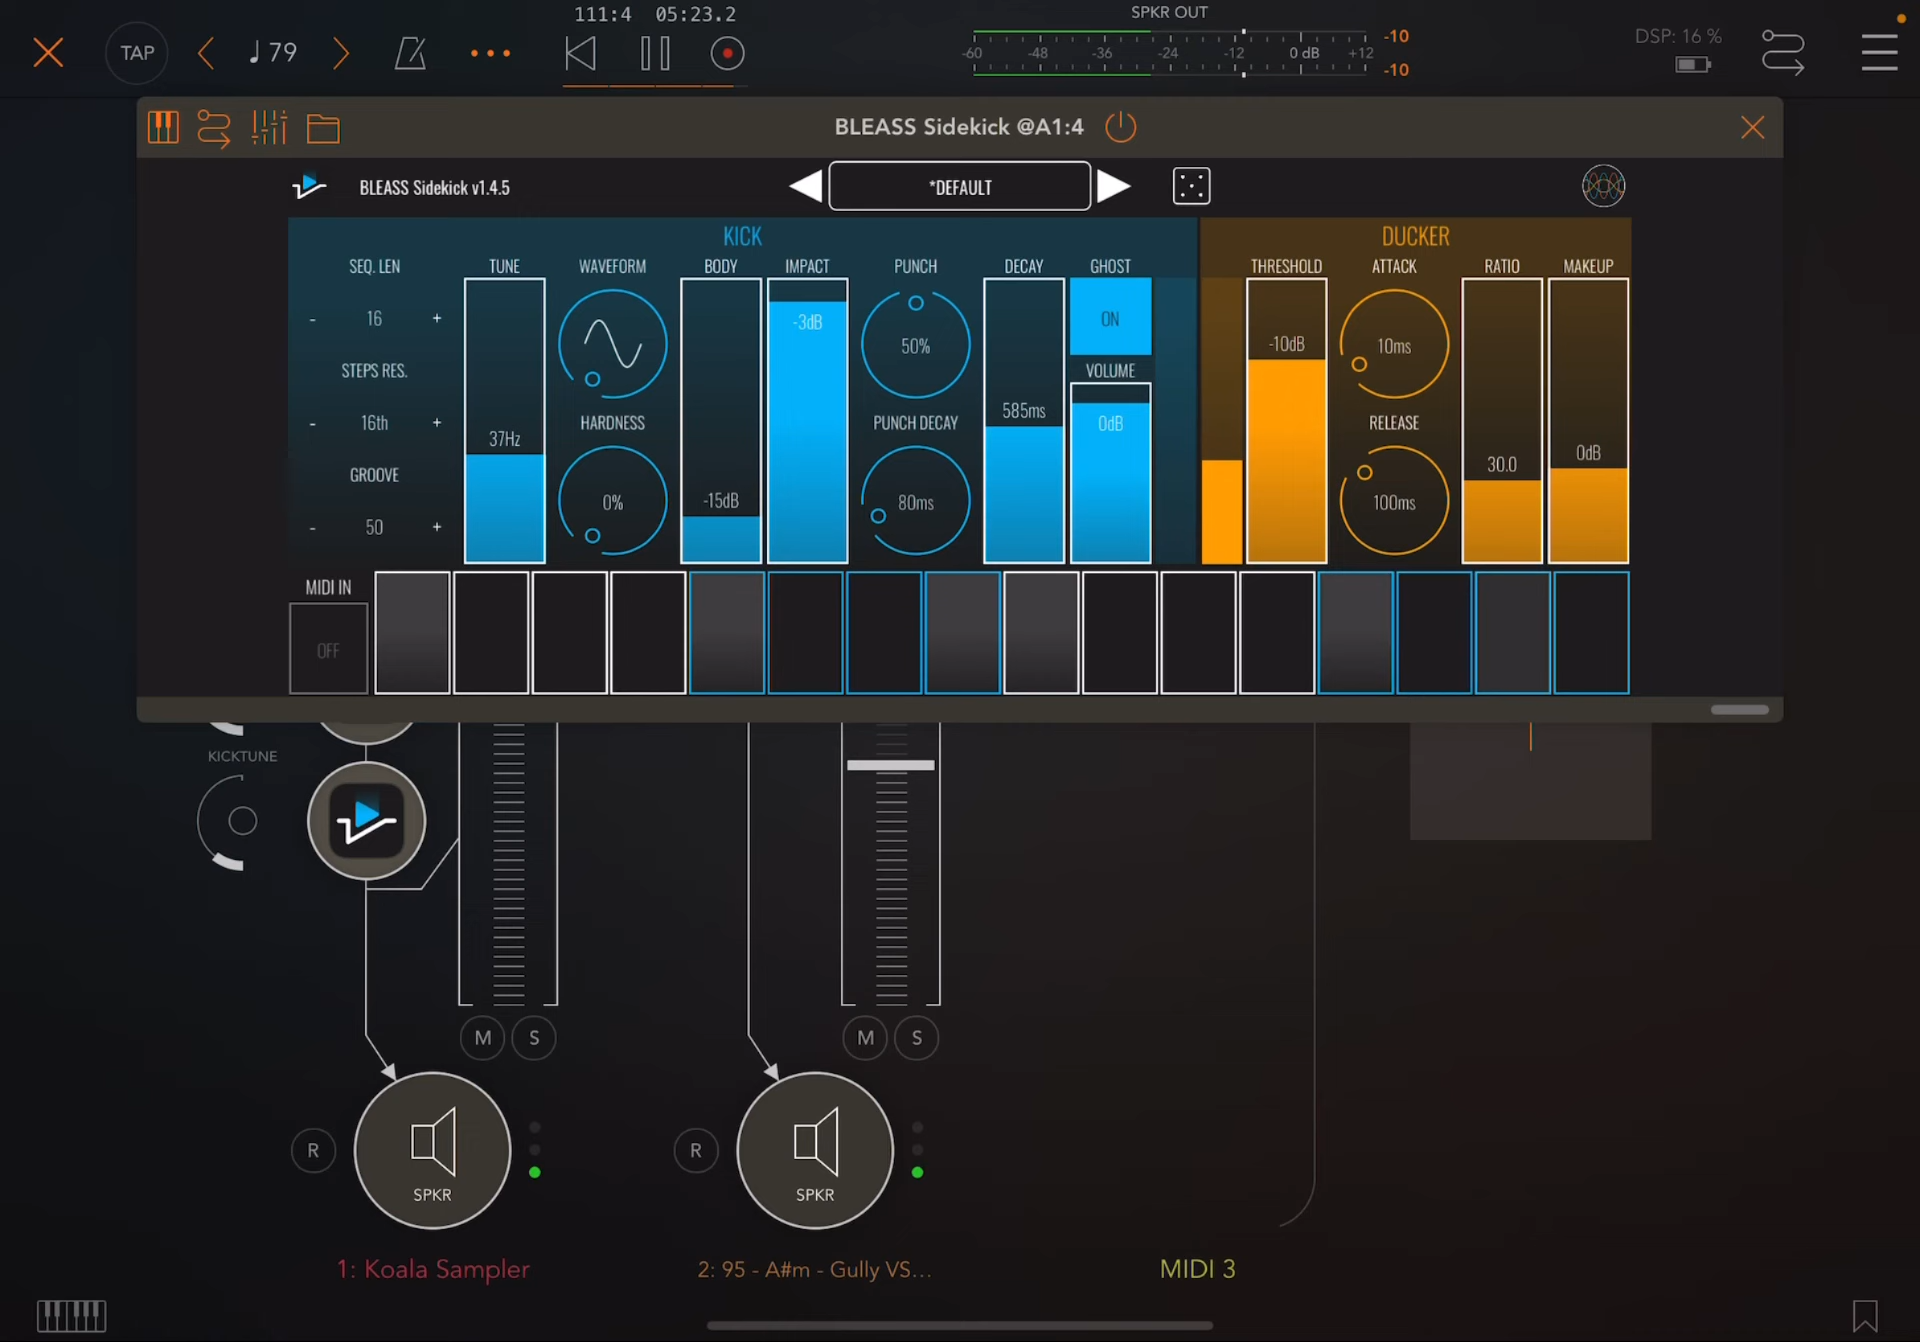 111:4 05:23.2
SPKR OUT
TAP
79
-60 -48 -36 -24 -12 0 dB +12
-10
-10
DSP: 16 %
BLEASS Sidekick @A1:4
BLEASS Sidekick v1.4.5
*DEFAULT
KICK
DUCKER
SEQ. LEN
TUNE
WAVEFORM
BODY
IMPACT
PUNCH
DECAY
GHOST
THRESHOLD
ATTACK
RATIO
MAKEUP
- 16 +
-3dB
50%
ON
-10dB
10ms
STEPS RES.
VOLUME
- 16th +
37Hz
HARDNESS
PUNCH DECAY
585ms
0dB
RELEASE
GROOVE
0%
-15dB
80ms
100ms
30.0
0dB
- 50 +
MIDI IN
OFF
KICKTUNE
M S
M S
R
SPKR
R
SPKR
1: Koala Sampler
2: 95 - A#m - Gully VS...
MIDI 3